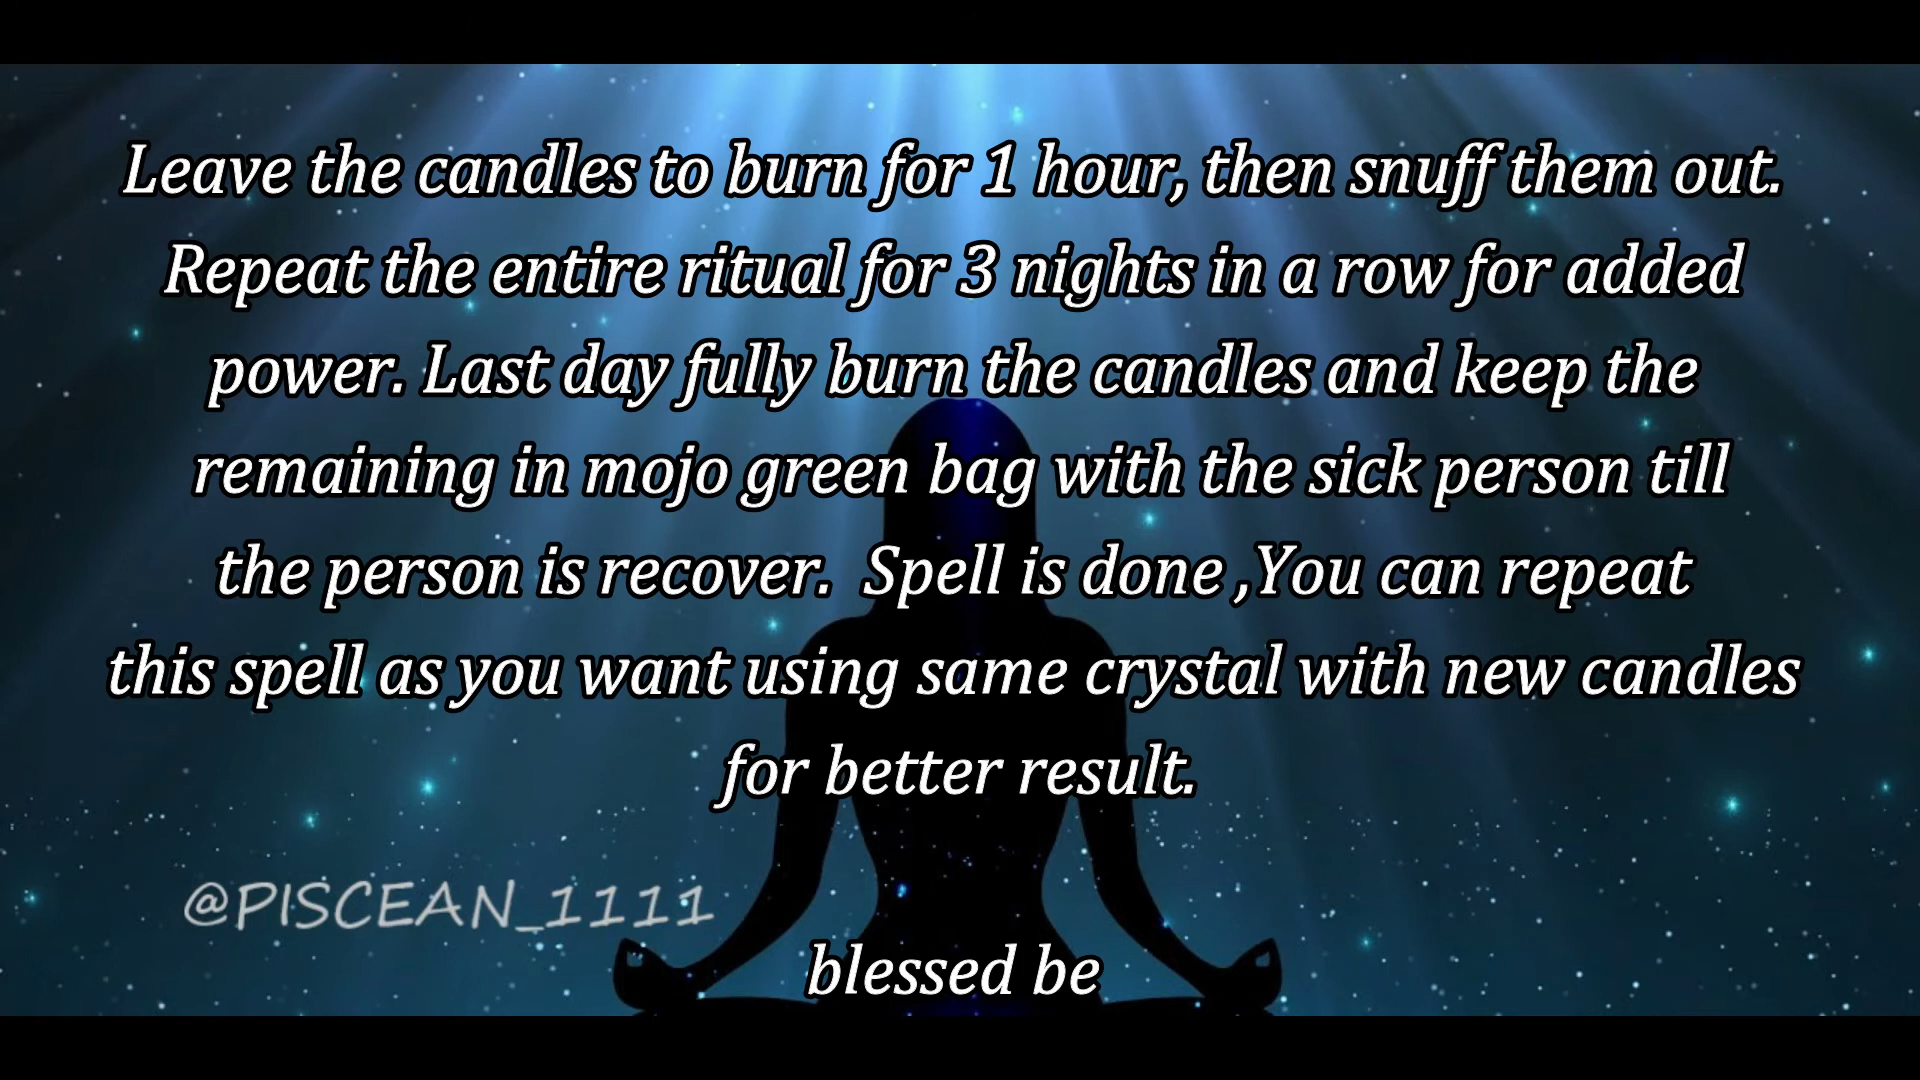 Leave the candles to burn for 1 hour, then snuff them out.
Repeat the entire ritual for 3 nights in a row for added
power. Last day fully burn the candles and keep the
remaining in mojo green bag with the sick person till
the person is recover.  Spell is done ,You can repeat
this spell as you want using same crystal with new candles
for better result.
@PISCEAN_1111
blessed be